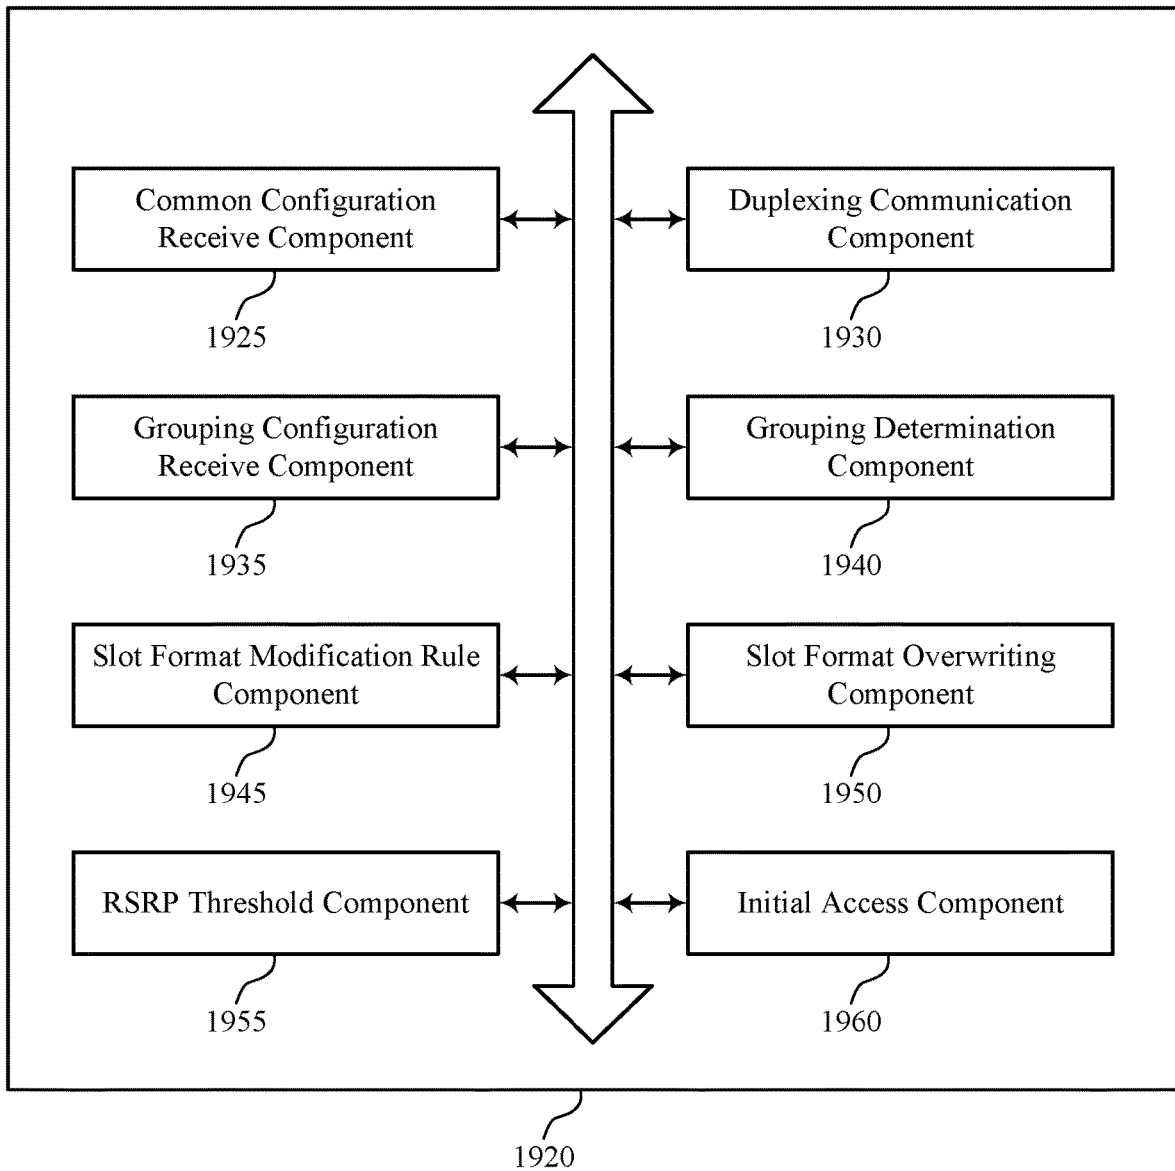 Common Configuration
Receive Component
1925
Duplexing Communication
Component
1930
Grouping Configuration
Receive Component
1935
Grouping Determination
Component
1940
Slot Format Modification Rule
Component
1945
Slot Format Overwriting
Component
1950
RSRP Threshold Component
1955
Initial Access Component
1960
1920